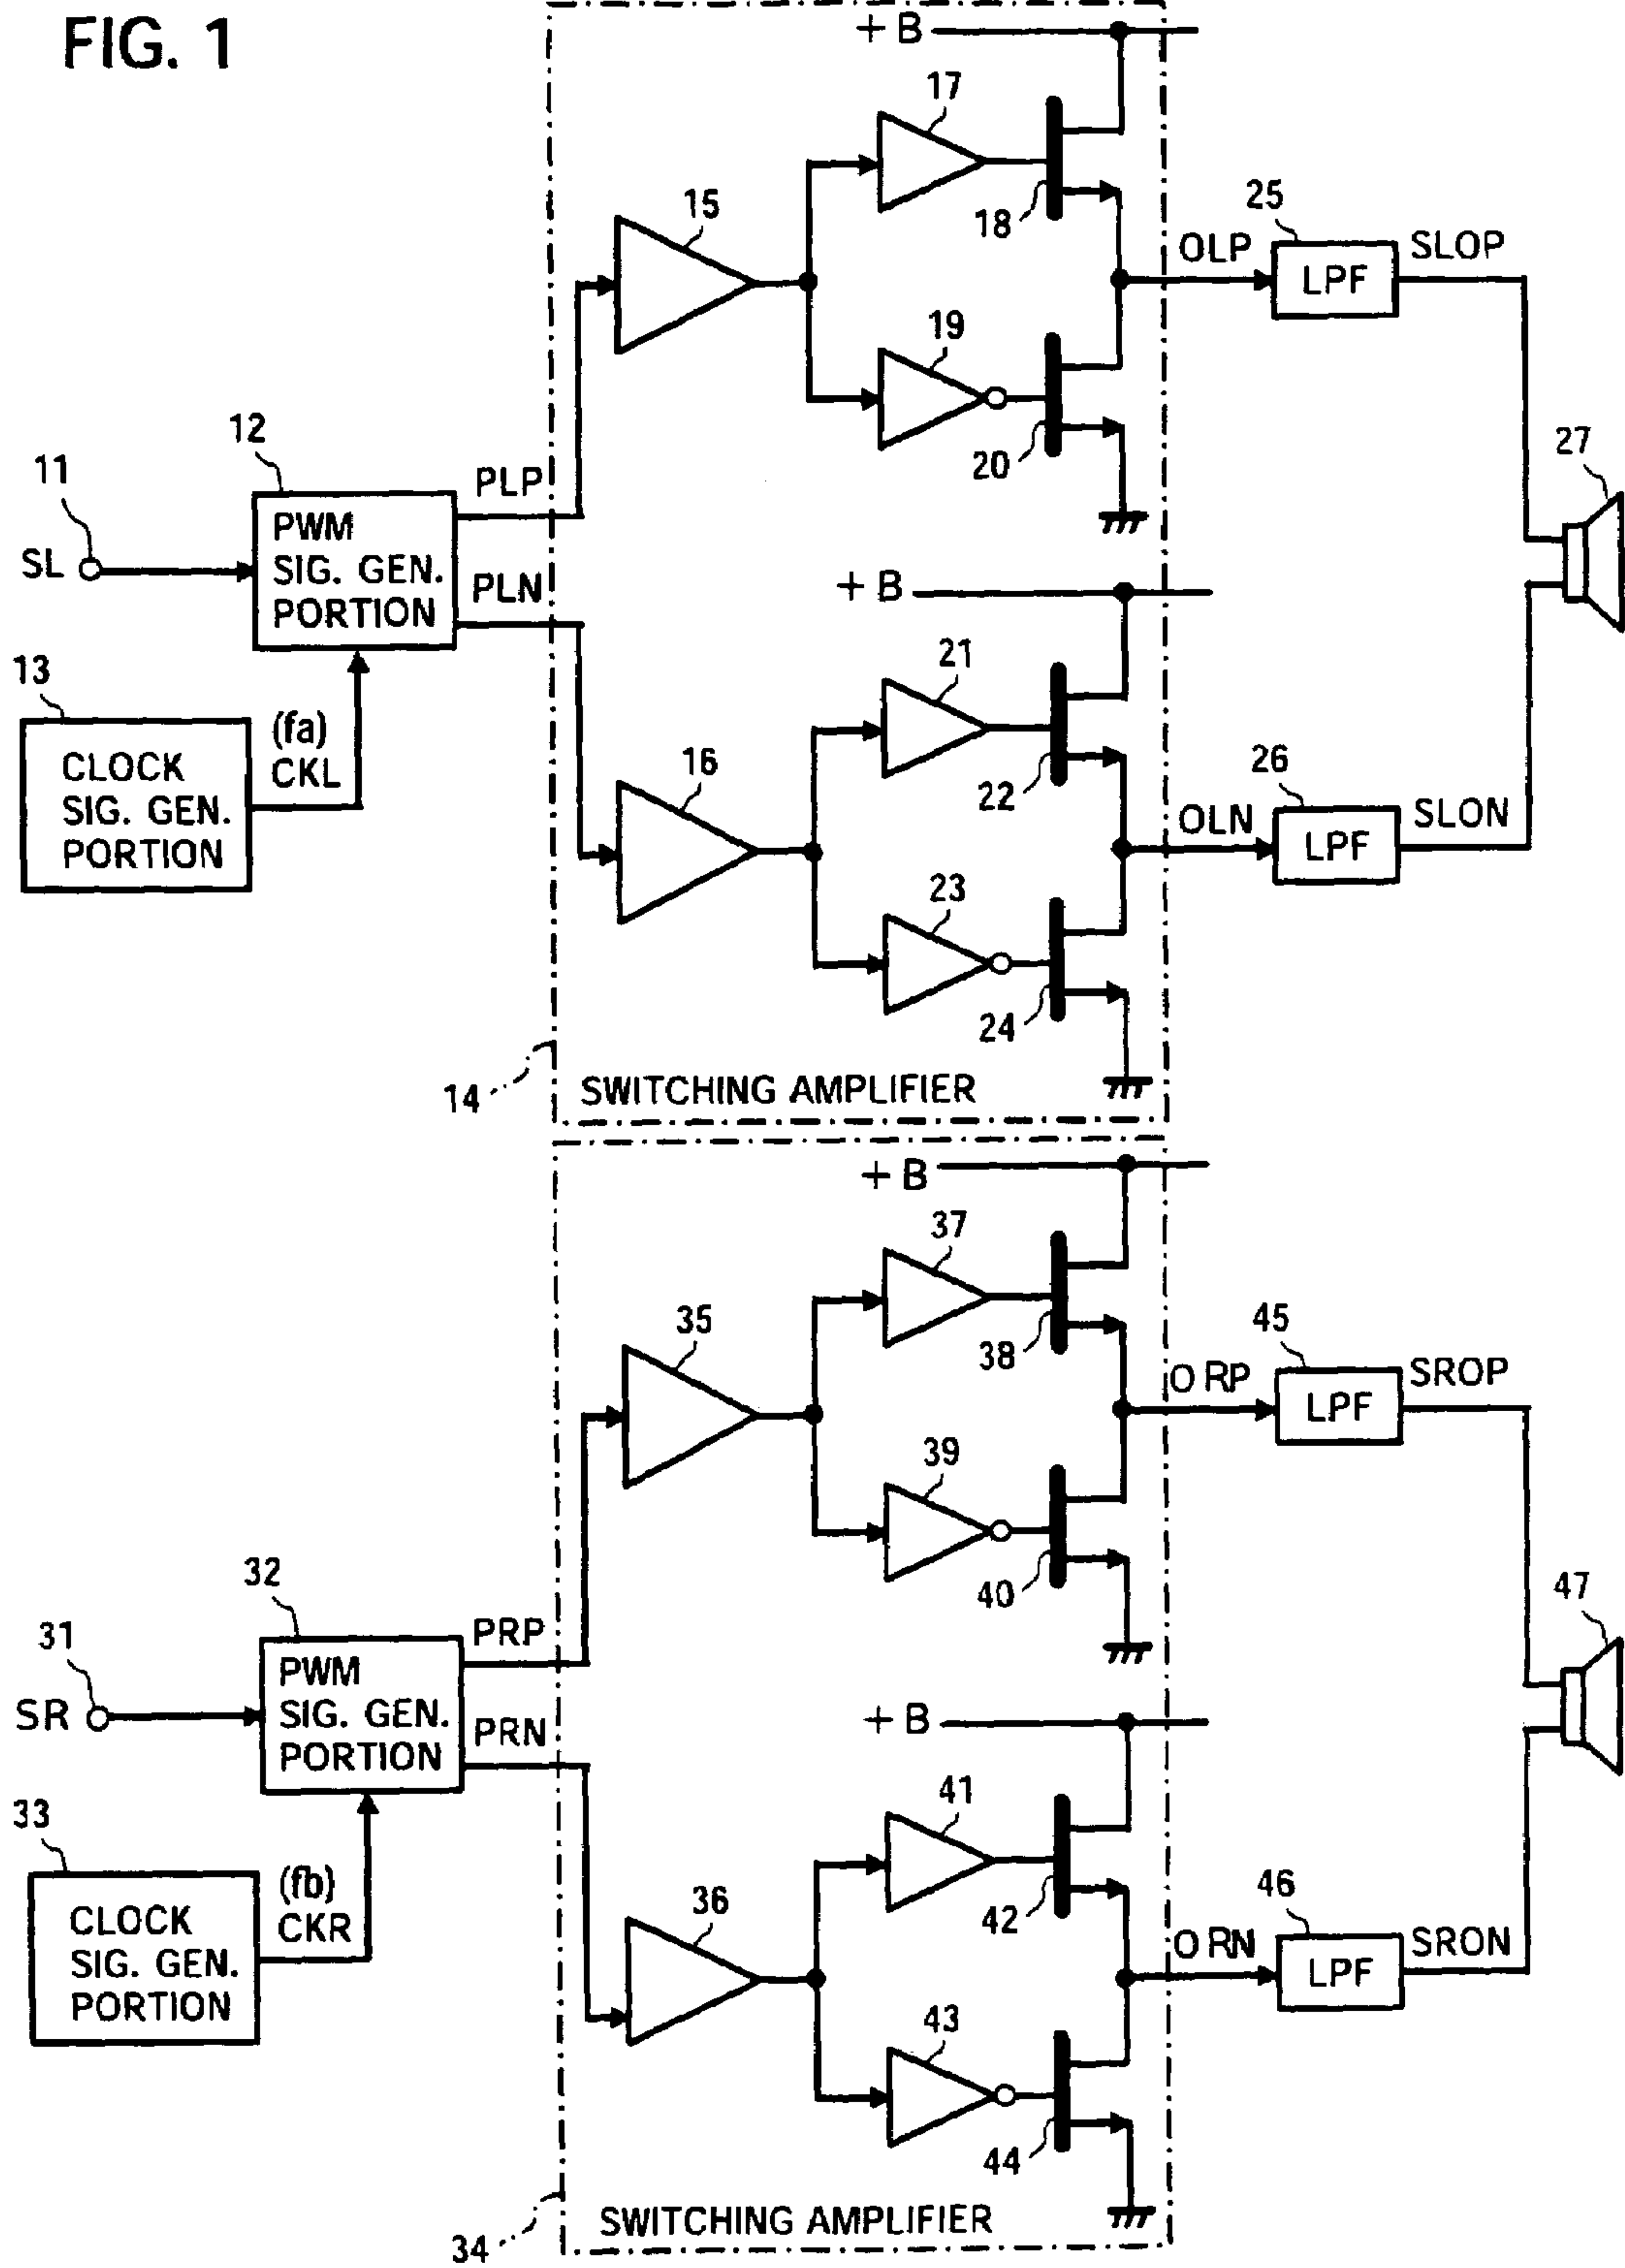 FIG. 1
+ B
17
18
15
19
20
25
OLP
LPF
SLOP
12
11
SL
PWM
SIG. GEN.
PORTION
PLP
PLN
27
+ B
13
CLOCK
SIG. GEN.
PORTION
(fa)
CKL
21
22
16
23
24
26
OLN
LPF
SLON
14
SWITCHING AMPLIFIER
+ B
37
38
35
39
40
45
O RP
LPF
SROP
32
31
SR
PWM
SIG. GEN.
PORTION
PRP
PRN
47
+ B
33
CLOCK
SIG. GEN.
PORTION
(fb)
CKR
41
42
36
43
44
46
O RN
LPF
SRON
34
SWITCHING AMPLIFIER